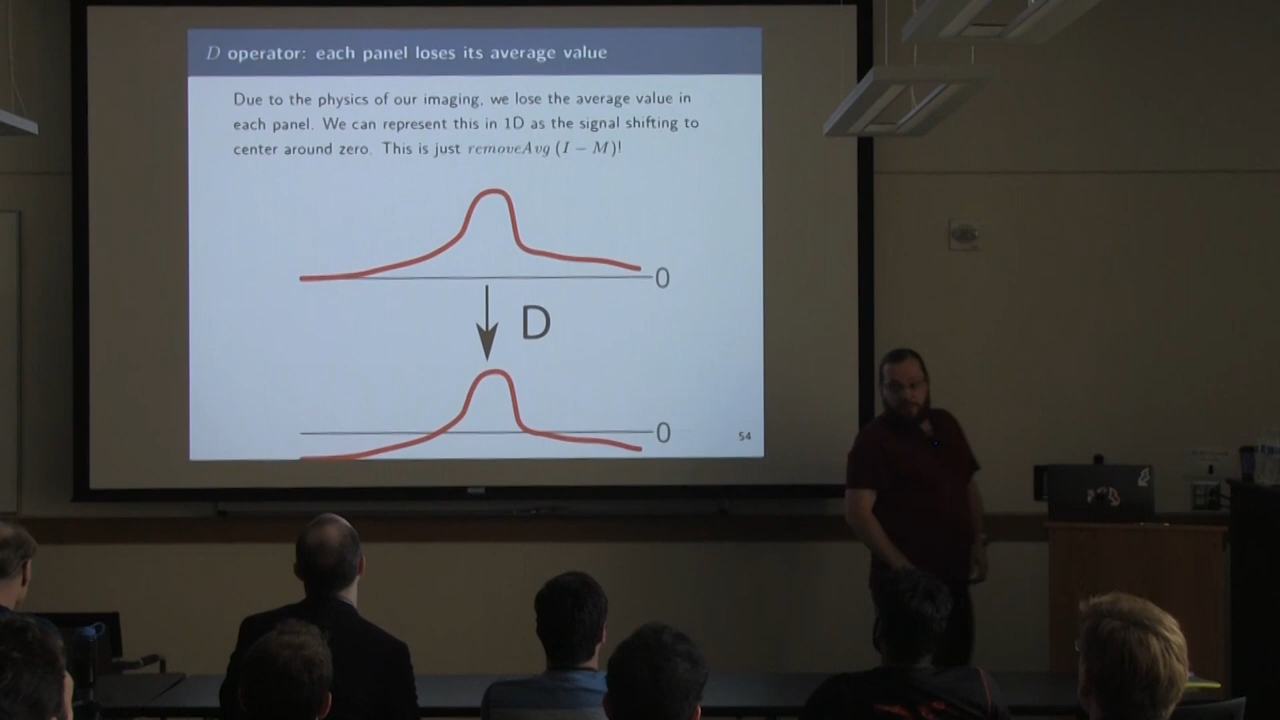 D operator: each panel loses its average value
Due to the physics of our imaging, we lose the average value in
each panel. We can represent this in 1D as the signal shifting to
center around zero. This is just removeAvg (I − M)!
0
D
0
54